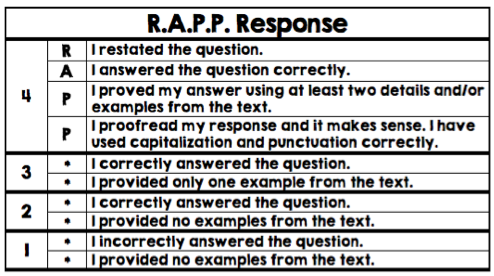 R.A.P.P. Response
4
R I restated the question.
A I answered the question correctly.
P I proved my answer using at least two details and/or
examples from the text.
P I proofread my response and it makes sense. I have
used capitalization and punctuation correctly.
3
* I correctly answered the question.
* I provided only one example from the text.
2
* I correctly answered the question.
* I provided no examples from the text.
1
* I incorrectly answered the question.
* I provided no examples from the text.